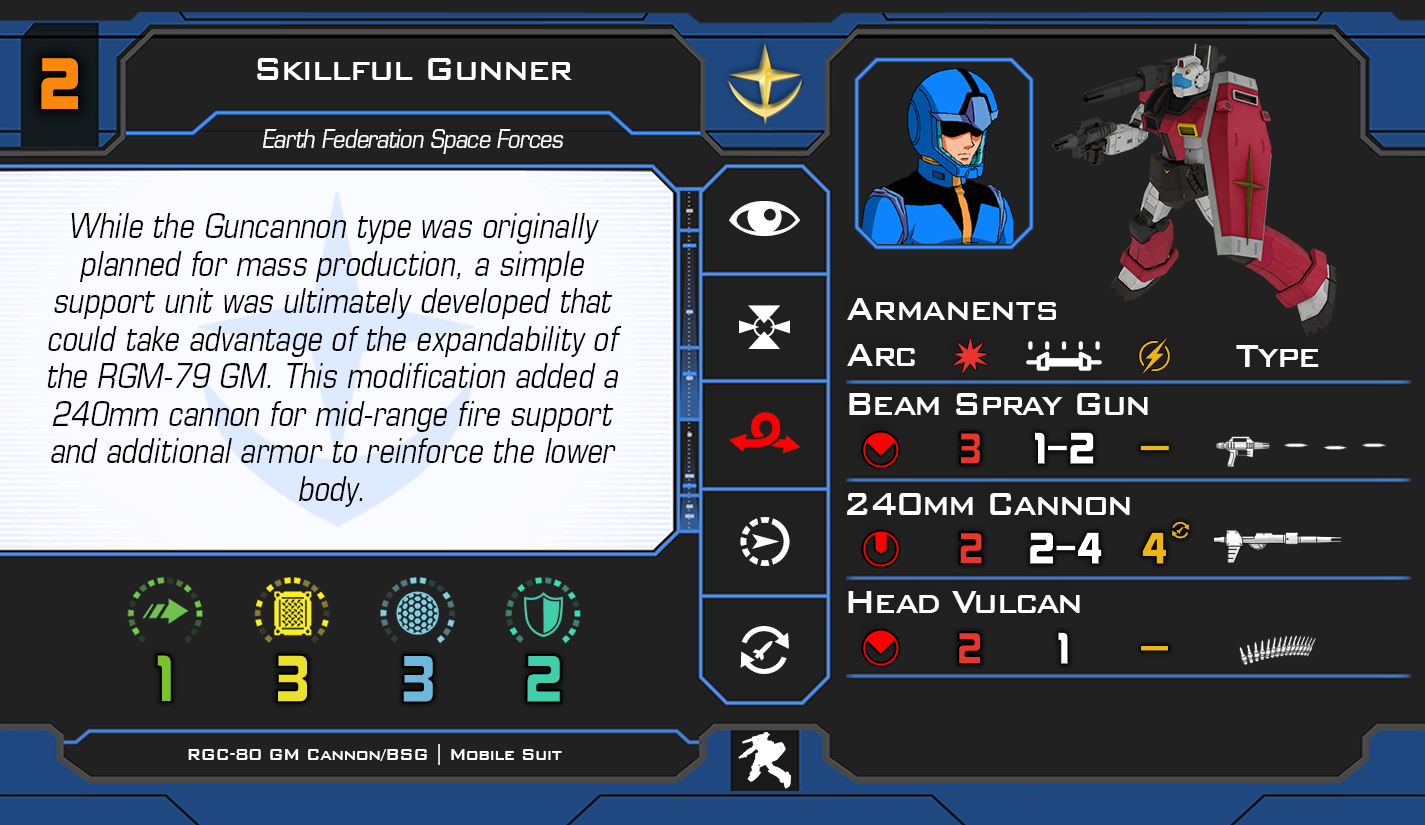 2
SKILLFUL GUNNER
Earth Federation Space Forces
While the Guncannon type was originally
planned for mass production, a simple
support unit was ultimately developed that
could take advantage of the expandability of
the RGM-79 GM. This modification added a
240mm cannon for mid-range fire support
and additional armor to reinforce the lower
body.
1 3 3 2
RGC-80 GM CANNON/BSG | MOBILE SUIT
ARMANENTS
ARC TYPE
BEAM SPRAY GUN
3 1-2 –
240MM CANNON
2 2-4 4
HEAD VULCAN
2 1 –